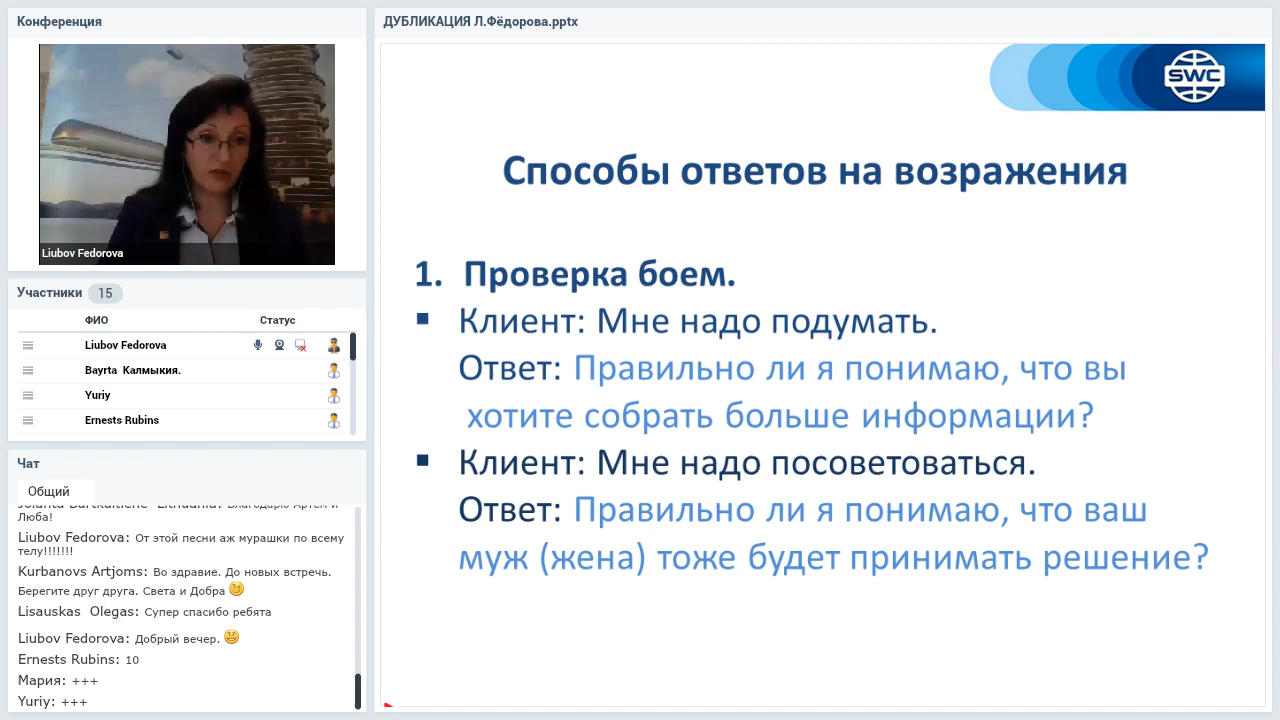 Конференция
Liubov Fedorova
Участники 15
ФИО Статус
Liubov Fedorova
Bayrta Калмыкия.
Yuriy
Ernests Rubins
Чат
Общий
Благодарю Артём и
Люба!
Liubov Fedorova: От этой песни аж мурашки по всему
телу!!!!!!!
Kurbanovs Artjoms: Во здравие. До новых встречь.
Берегите друг друга. Света и Добра
Lisauskas Olegas: Супер спасибо ребята
Liubov Fedorova: Добрый вечер.
Ernests Rubins: 10
Мария: +++
Yuriy: +++
ДУБЛИКАЦИЯ Л.Фёдорова.pptx
SWC
Способы ответов на возражения
1. Проверка боем.
▪ Клиент: Мне надо подумать.
Ответ: Правильно ли я понимаю, что вы
хотите собрать больше информации?
▪ Клиент: Мне надо посоветоваться.
Ответ: Правильно ли я понимаю, что ваш
муж (жена) тоже будет принимать решение?